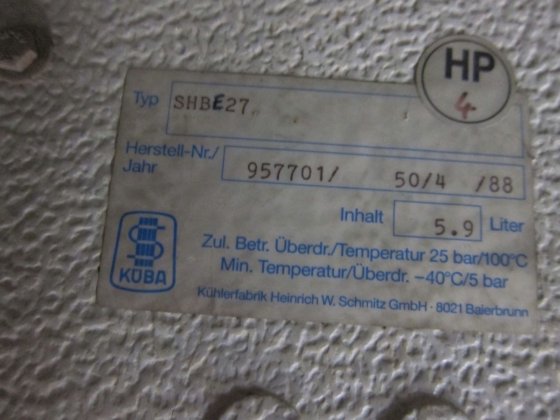 HP
4
Typ SHBE27
Herstell-Nr./
Jahr 957701/ 50/4 /88
Inhalt 5.9 Liter
Zul. Betr. Überdr./Temperatur 25 bar/100°C
Min. Temperatur/Überdr. –40°C/5 bar
KÜBA
Kühlerfabrik Heinrich W. Schmitz GmbH · 8021 Baierbrunn